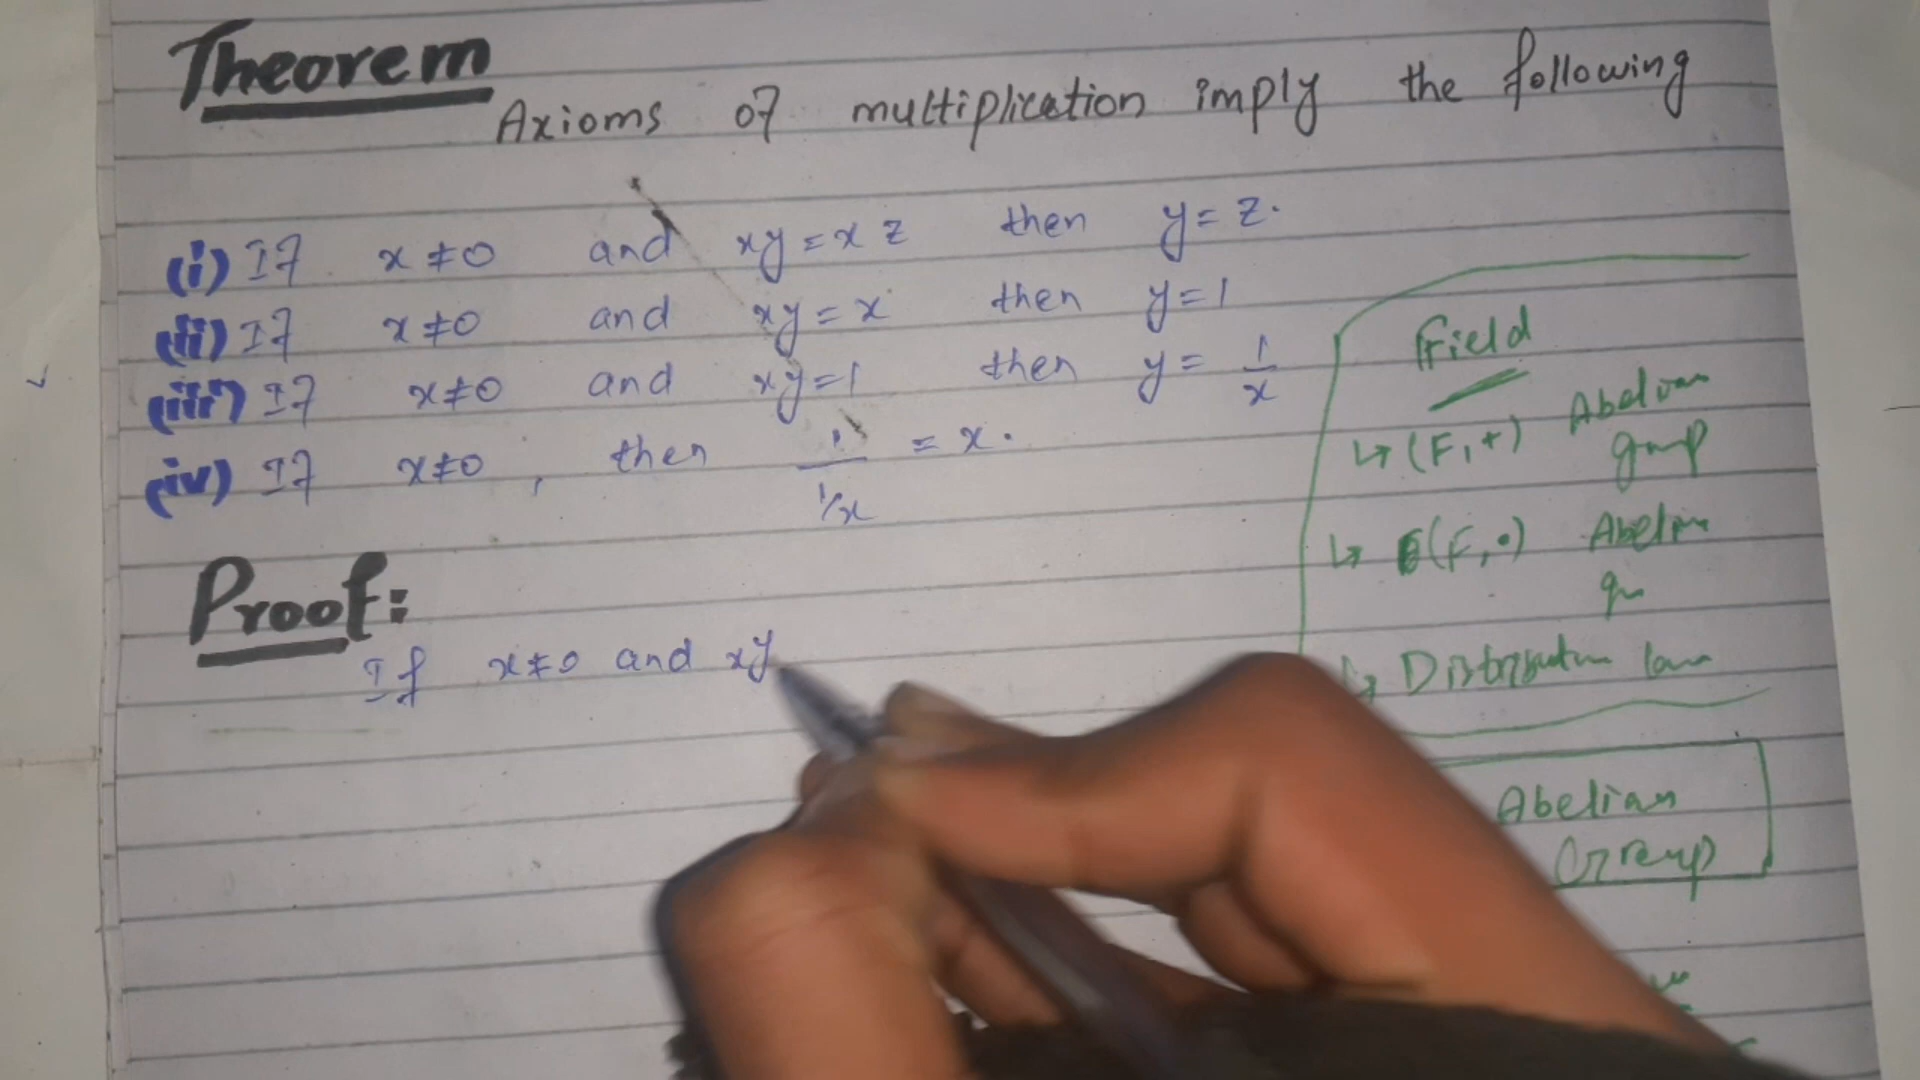 Theorem
Axioms of multiplication imply the following
(i) If x≠0 and xy=xz then y=z.
(ii) If x≠0 and xy=x then y=1
(iii) If x≠0 and xy=1 then y= 1/x
(iv) If x≠0, then 1/(1/x) = x.
Proof:
If x≠0 and xy
Field
↳ (F,+) Abelian
group
↳ (F,•)
Abelian
Group